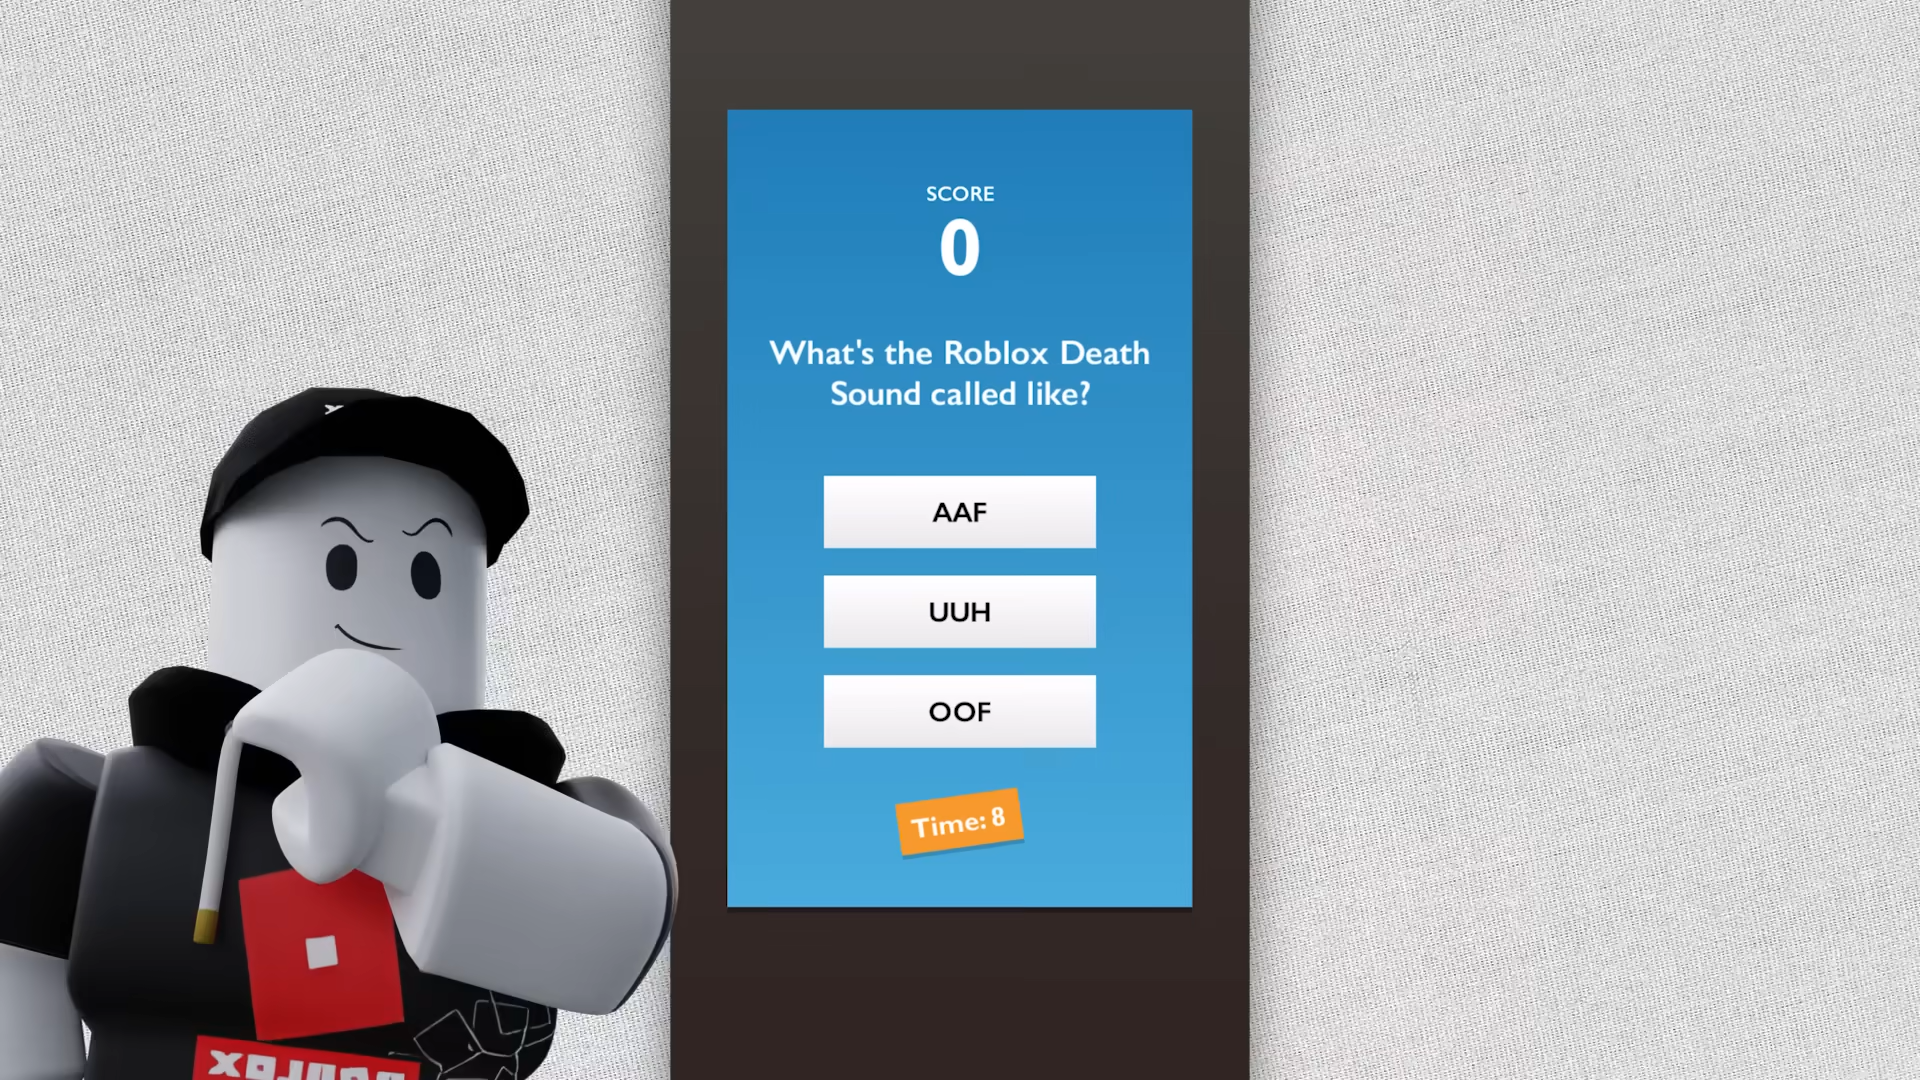 SCORE
0
What's the Roblox Death
Sound called like?
AAF
UUH
OOF
Time: 8